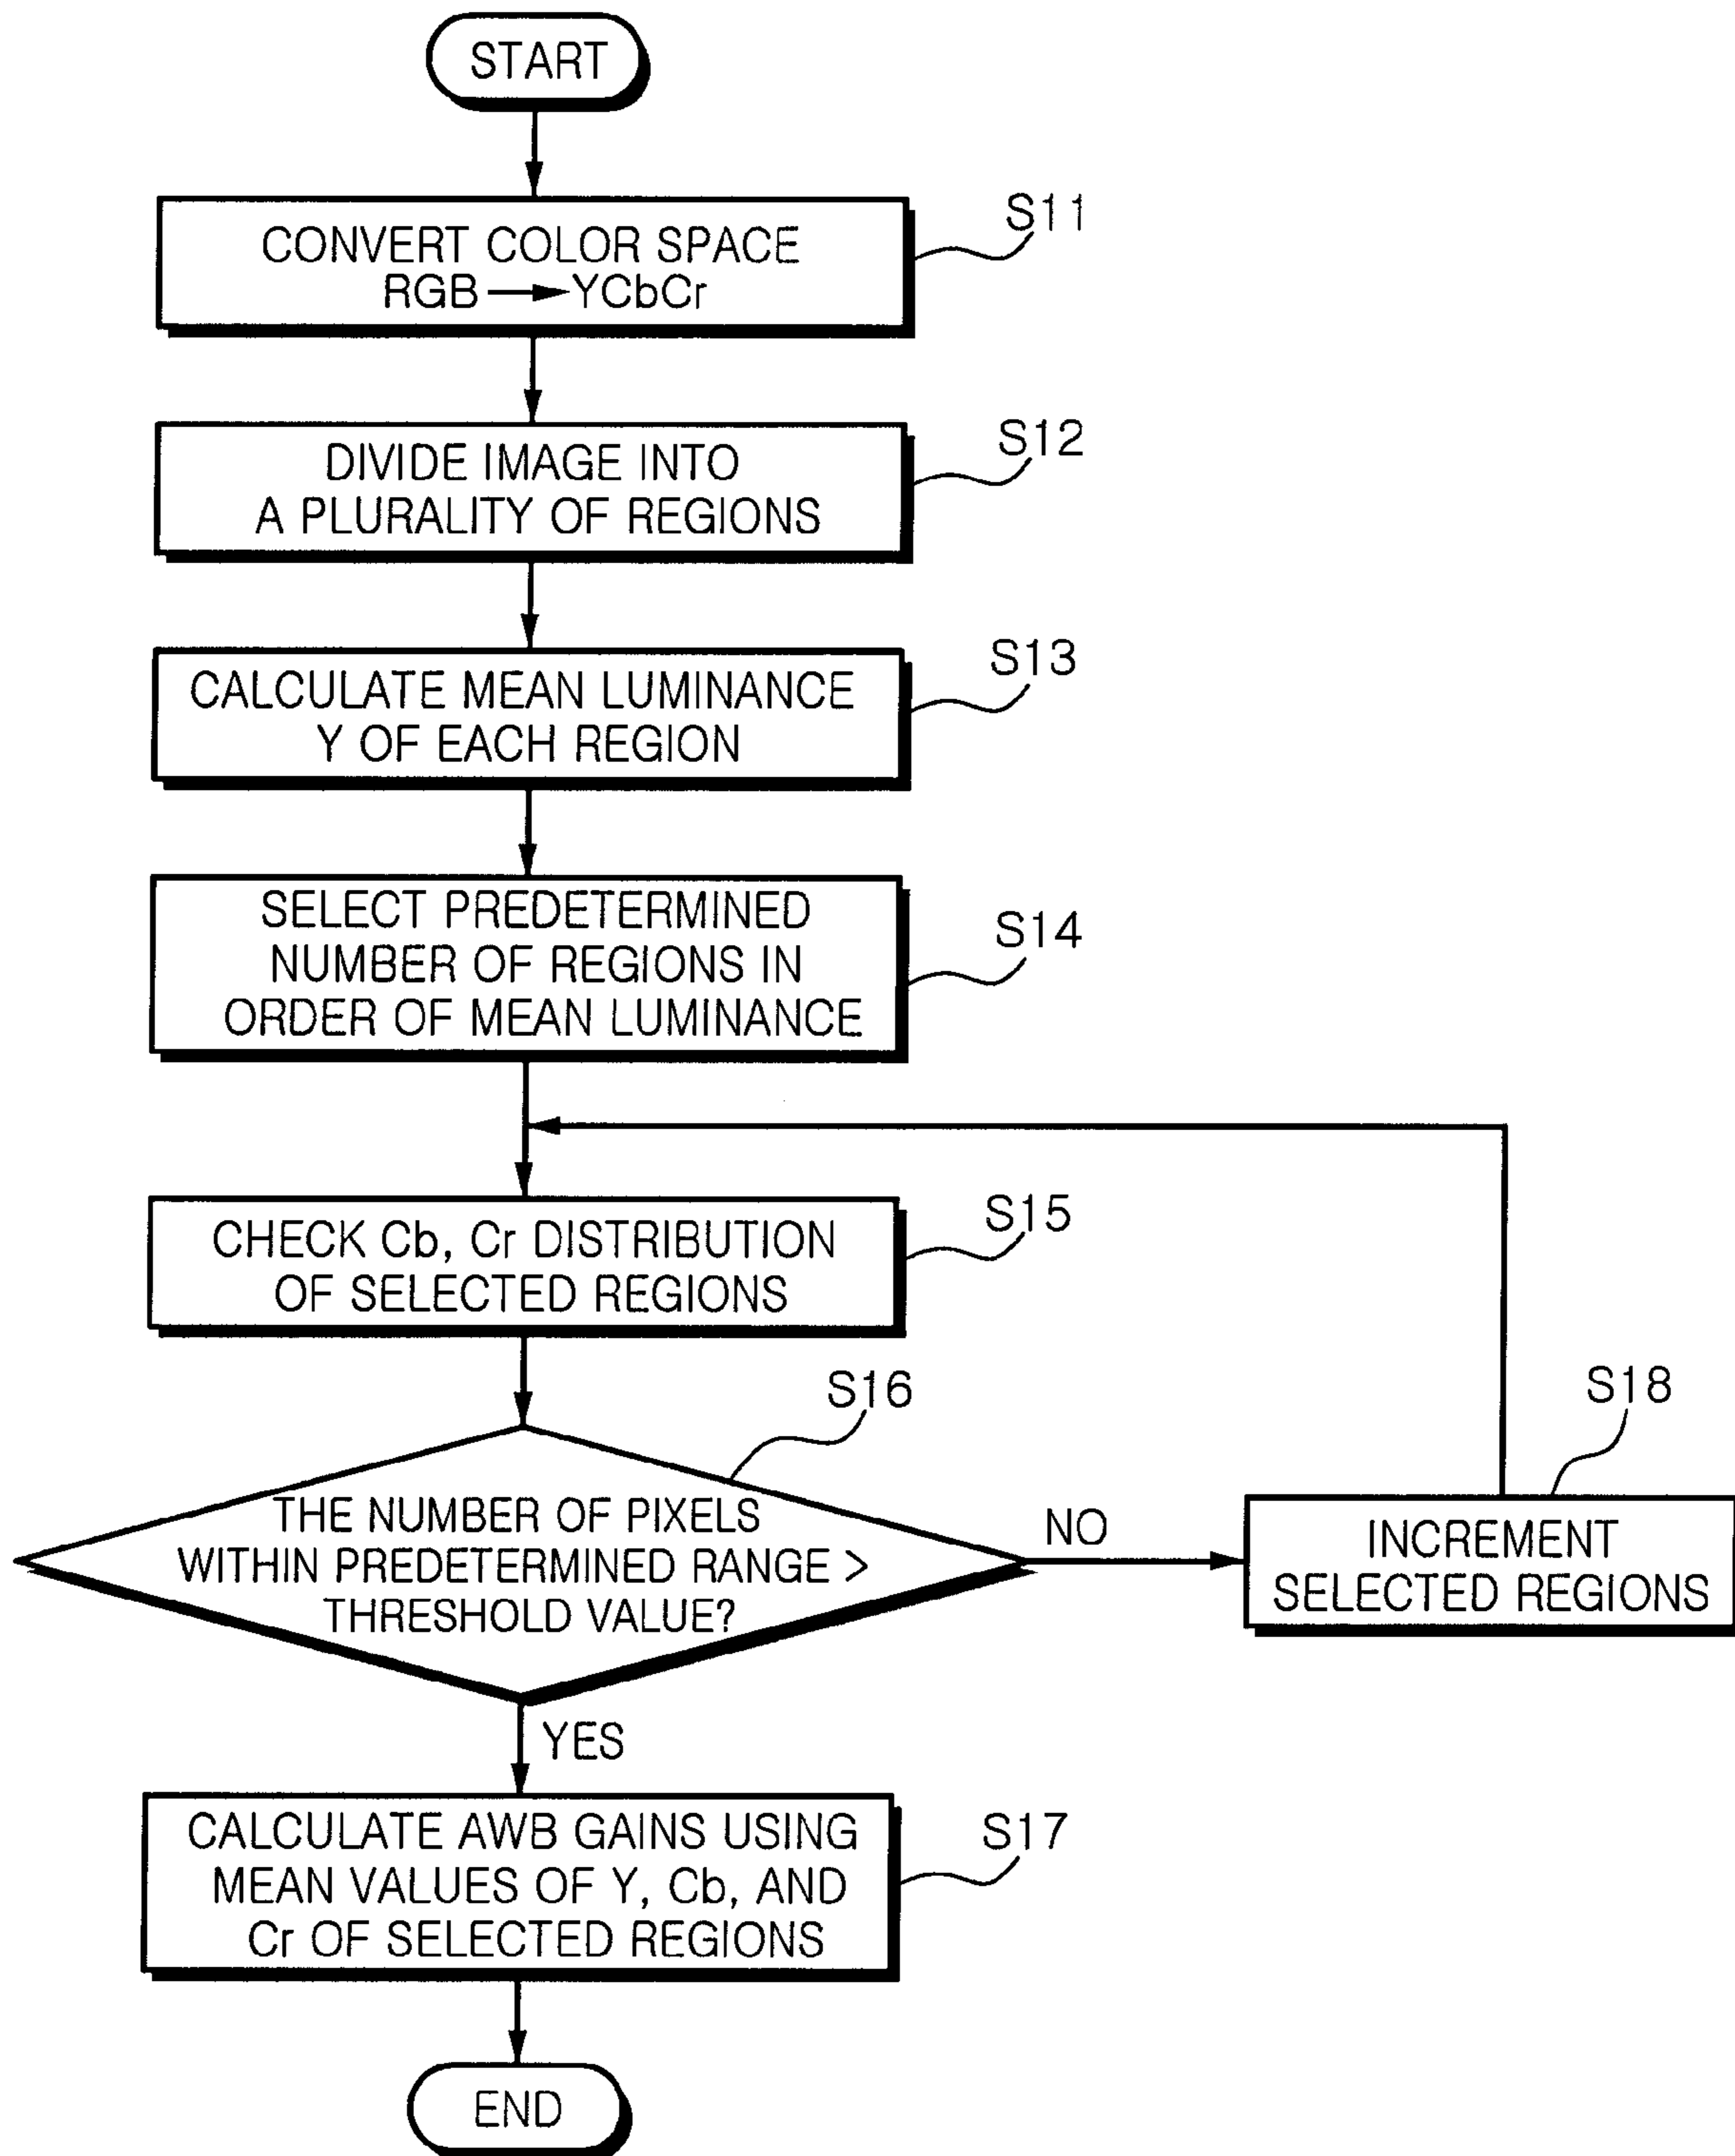 START
S11
CONVERT COLOR SPACE
RGB → YCbCr
S12
DIVIDE IMAGE INTO
A PLURALITY OF REGIONS
S13
CALCULATE MEAN LUMINANCE
Y OF EACH REGION
S14
SELECT PREDETERMINED
NUMBER OF REGIONS IN
ORDER OF MEAN LUMINANCE
S15
CHECK Cb, Cr DISTRIBUTION
OF SELECTED REGIONS
S16
THE NUMBER OF PIXELS
WITHIN PREDETERMINED RANGE >
THRESHOLD VALUE?
NO
S18
INCREMENT
SELECTED REGIONS
YES
S17
CALCULATE AWB GAINS USING
MEAN VALUES OF Y, Cb, AND
Cr OF SELECTED REGIONS
END